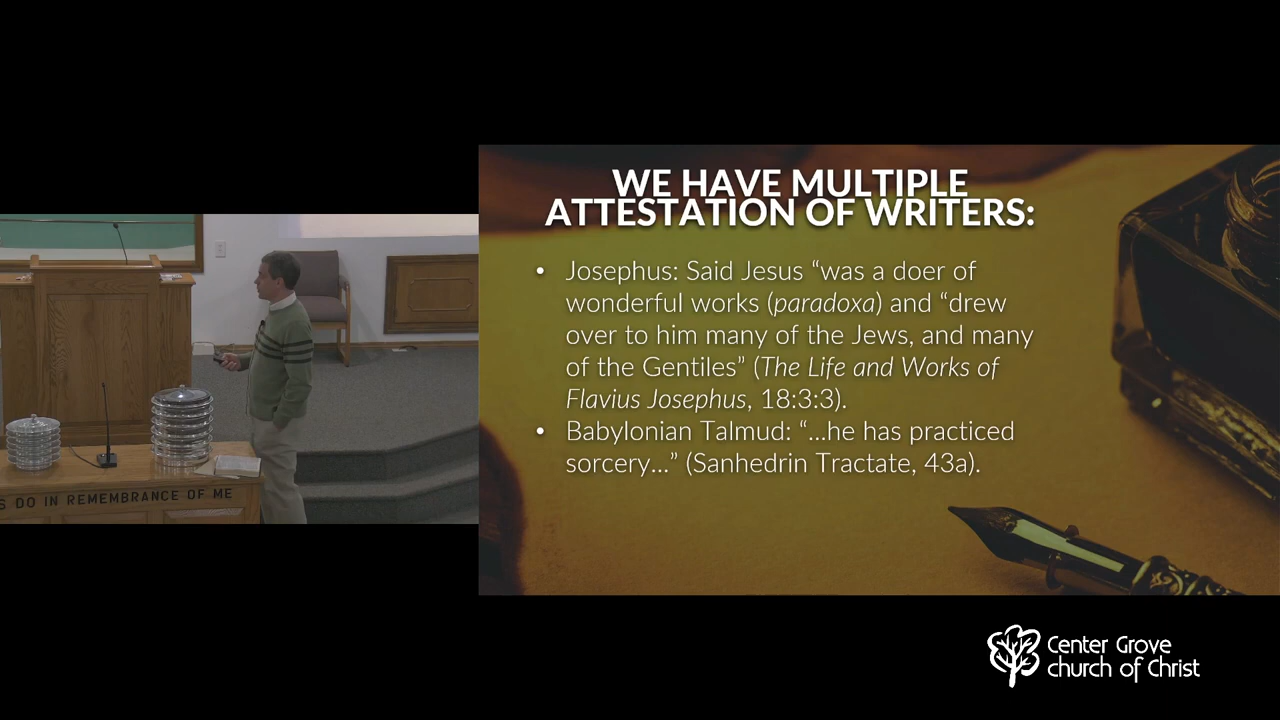 WE HAVE MULTIPLE
ATTESTATION OF WRITERS:
• Josephus: Said Jesus “was a doer of
wonderful works (paradoxa) and “drew
over to him many of the Jews, and many
of the Gentiles” (The Life and Works of
Flavius Josephus, 18:3:3).
• Babylonian Talmud: “…he has practiced
sorcery…” (Sanhedrin Tractate, 43a).
S DO IN REMEMBRANCE OF ME
Center Grove
church of Christ